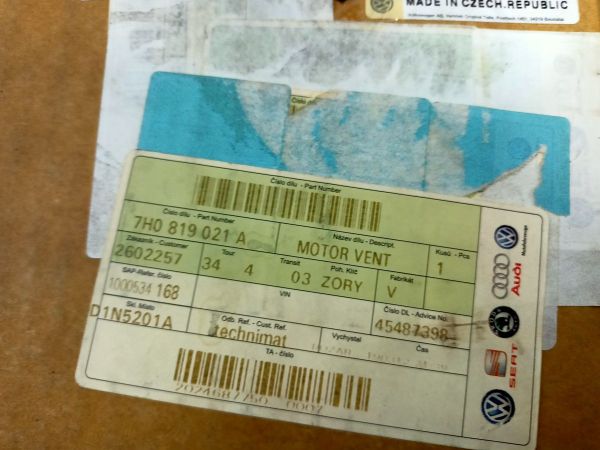 MADE IN CZECH.REPUBLIC
Číslo dílu - Part Number
Číslo dílu - Part Number
7H0 819 021 A
Název dílu - Descript.
MOTOR VENT
Kusů - Pcs
1
Zákazník - Customer
2602257
Tour
34 4
Transit
03
Poh. Klíč
ZORY
Fabrikát
V
SAP-Refer. číslo
1000534 168
VIN
Číslo DL - Advice No.
45487398
Skl. Místo
D1N5201A
Odb. Ref. - Cust. Ref.
technimat
Vychystal
Čas
TA - číslo
2024687750 0007
Nutzfahrzeuge
Audi
SEAT